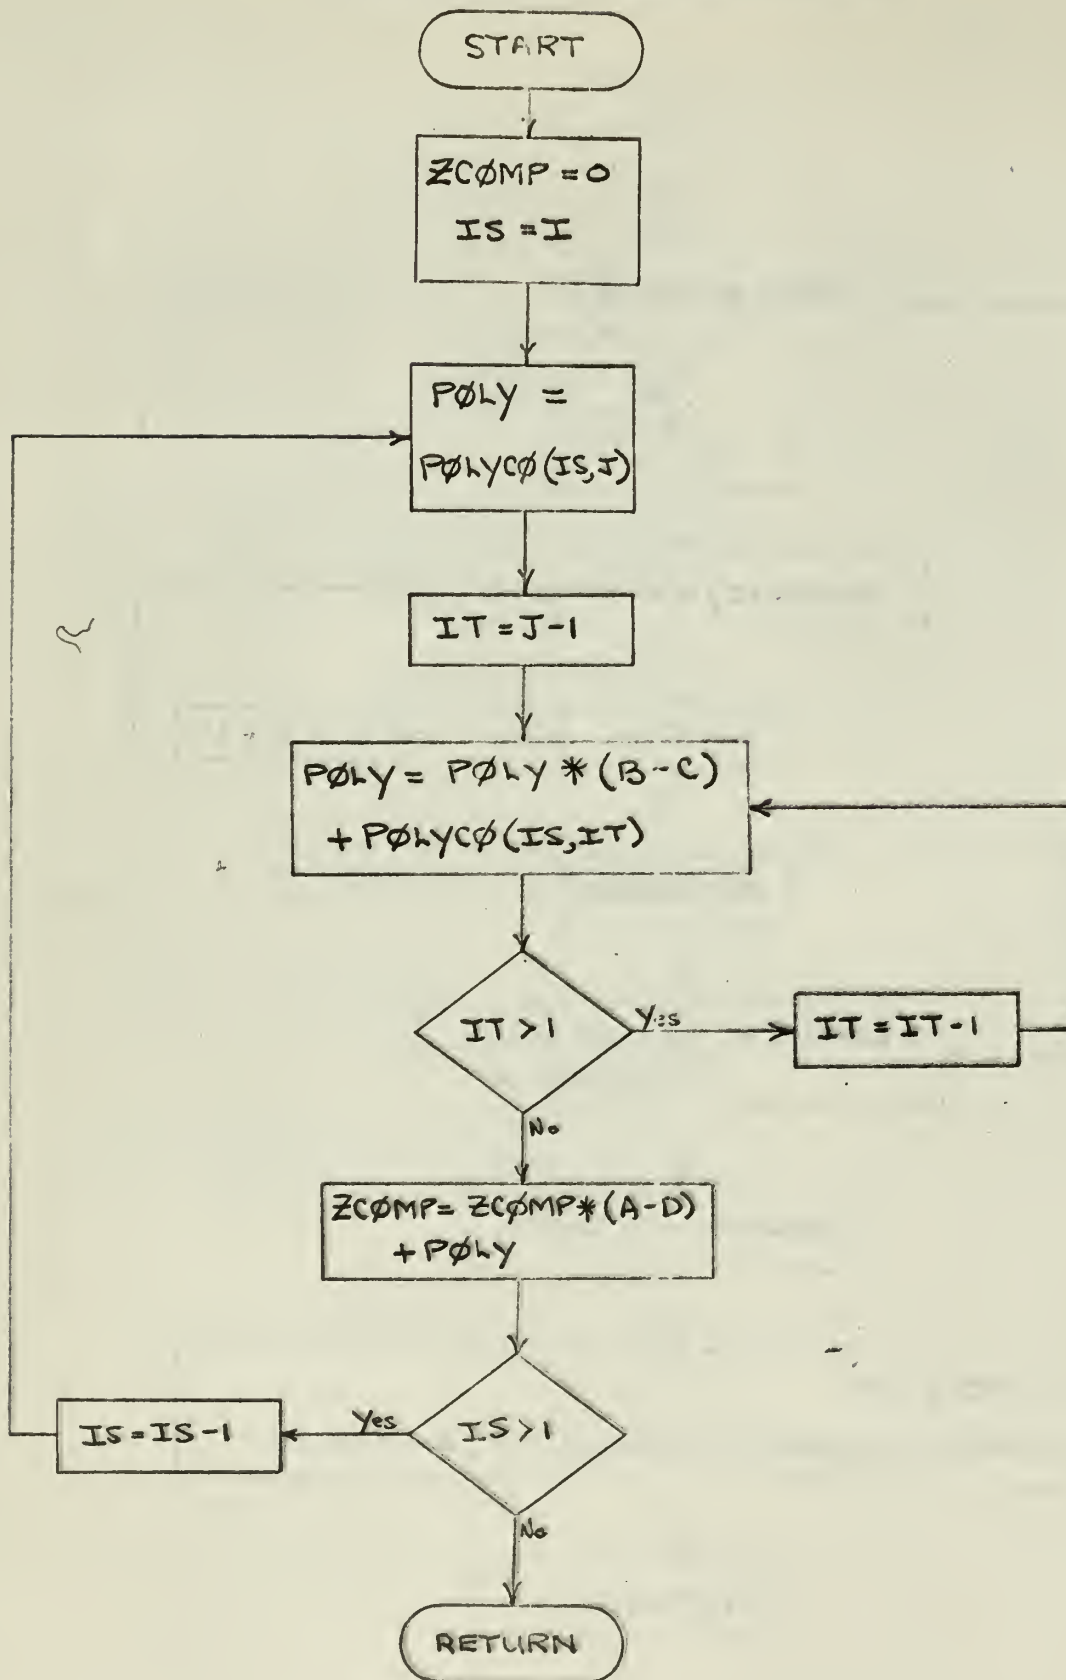 START
ZCØMP = 0
IS = I
PØLY =
PØLYCØ(IS,J)
IT = J-1
PØLY = PØLY * (B-C)
+ PØLYCØ(IS,IT)
IT > 1
Yes
IT = IT-1
No
ZCØMP = ZCØMP * (A-D)
+ PØLY
IS > 1
Yes
IS = IS-1
No
RETURN